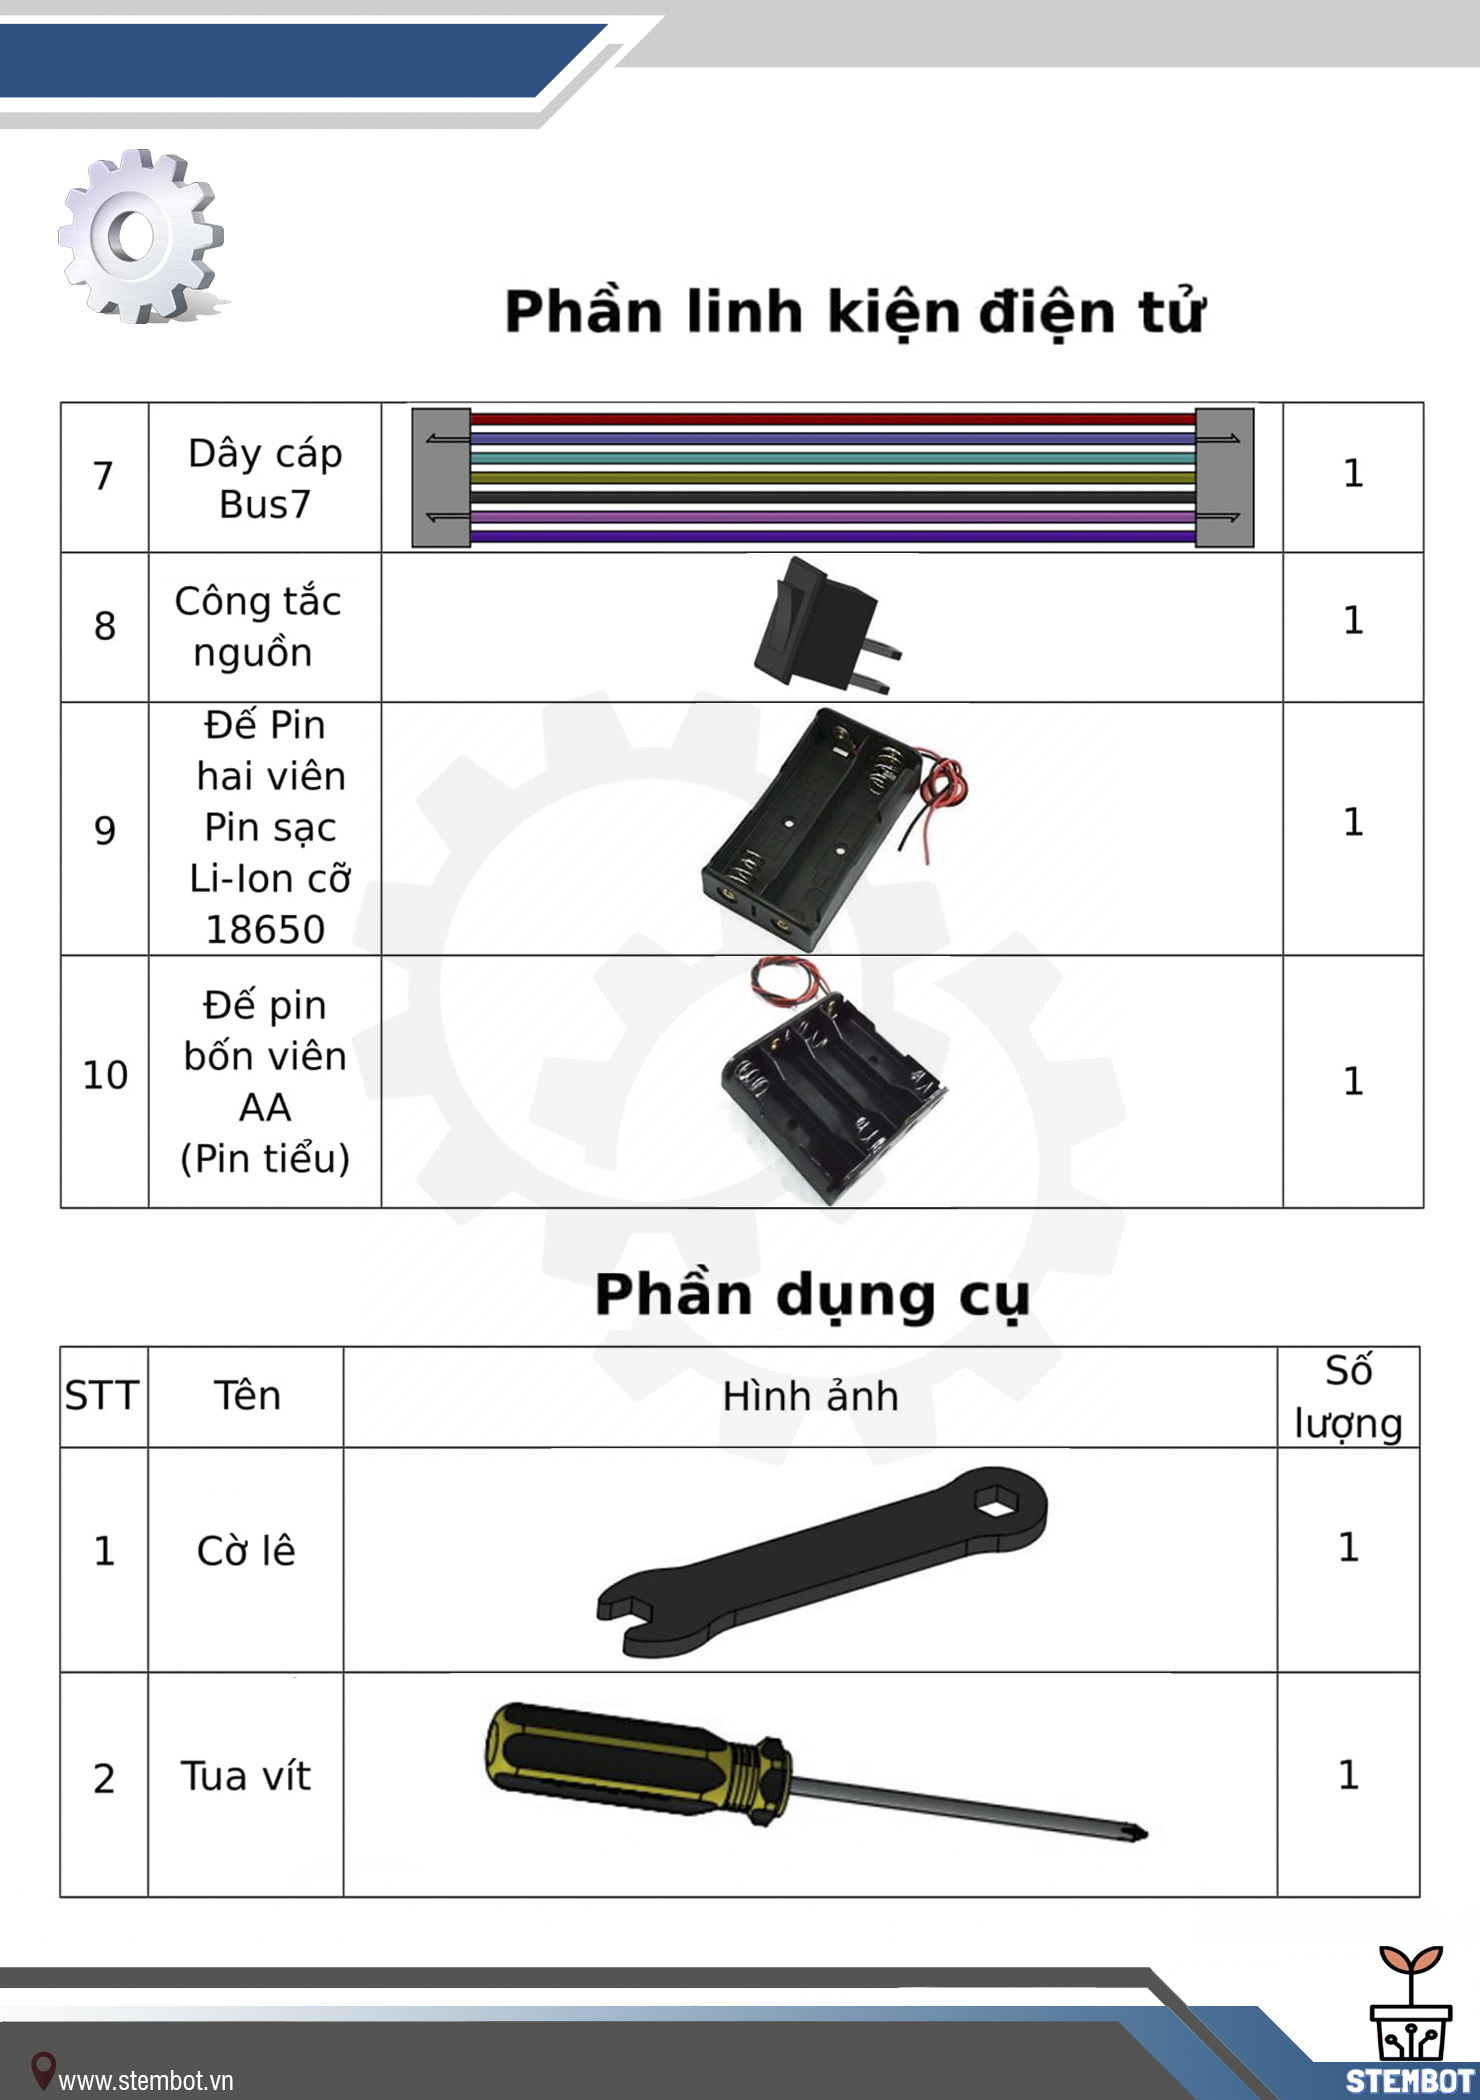 Phần linh kiện điện tử
7
Dây cáp
Bus7
1
8
Công tắc
nguồn
1
9
Đế Pin
hai viên
Pin sạc
Li-Ion cỡ
18650
1
10
Đế pin
bốn viên
AA
(Pin tiểu)
1
Phần dụng cụ
STT
Tên
Hình ảnh
Số
lượng
1
Cờ lê
1
2
Tua vít
1
www.stembot.vn
STEMBOT